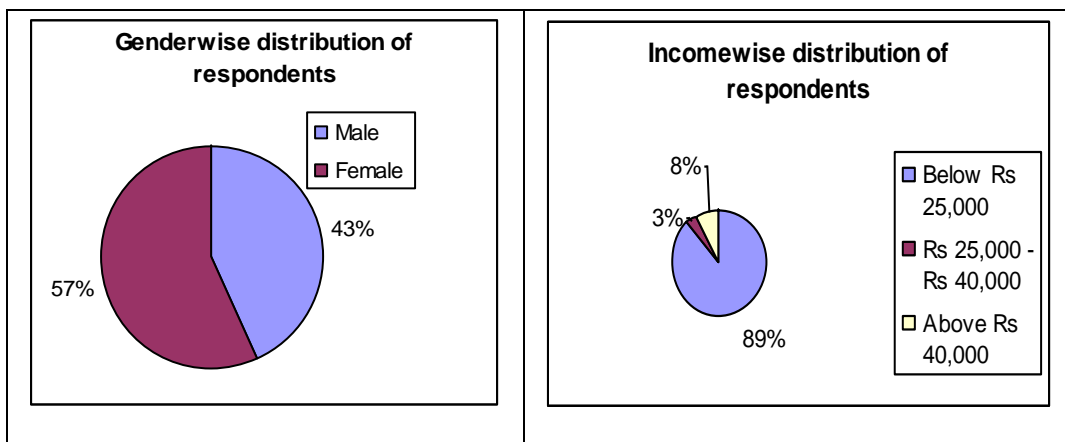 Genderwise distribution of
respondents
Male
Female
43%
57%
Incomewise distribution of
respondents
8%
3%
89%
Below Rs
25,000
Rs 25,000 -
Rs 40,000
Above Rs
40,000